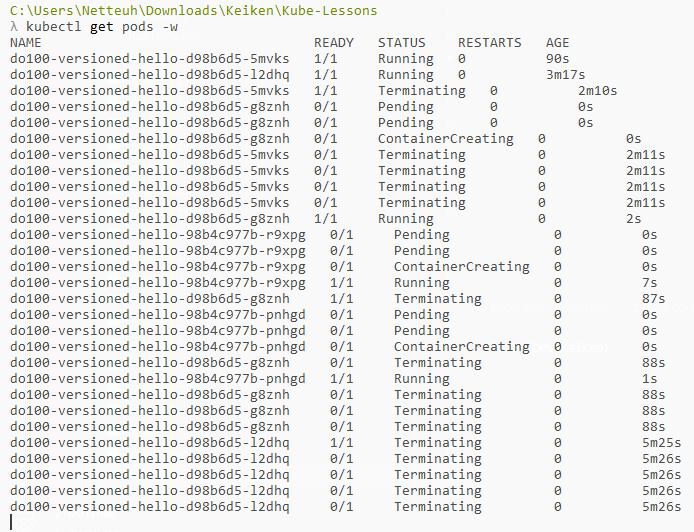 C:\Users\Netteuh\Downloads\Keiken\Kube-Lessons
λ kubectl get pods -w
NAME READY STATUS RESTARTS AGE
do100-versioned-hello-d98b6d5-5mvks 1/1 Running 0 90s
do100-versioned-hello-d98b6d5-l2dhq 1/1 Running 0 3m17s
do100-versioned-hello-d98b6d5-5mvks 1/1 Terminating 0 2m10s
do100-versioned-hello-d98b6d5-g8znh 0/1 Pending 0 0s
do100-versioned-hello-d98b6d5-g8znh 0/1 Pending 0 0s
do100-versioned-hello-d98b6d5-g8znh 0/1 ContainerCreating 0 0s
do100-versioned-hello-d98b6d5-5mvks 0/1 Terminating 0 2m11s
do100-versioned-hello-d98b6d5-5mvks 0/1 Terminating 0 2m11s
do100-versioned-hello-d98b6d5-5mvks 0/1 Terminating 0 2m11s
do100-versioned-hello-d98b6d5-5mvks 0/1 Terminating 0 2m11s
do100-versioned-hello-d98b6d5-g8znh 1/1 Running 0 2s
do100-versioned-hello-98b4c977b-r9xpg 0/1 Pending 0 0s
do100-versioned-hello-98b4c977b-r9xpg 0/1 Pending 0 0s
do100-versioned-hello-98b4c977b-r9xpg 0/1 ContainerCreating 0 0s
do100-versioned-hello-98b4c977b-r9xpg 1/1 Running 0 7s
do100-versioned-hello-d98b6d5-g8znh 1/1 Terminating 0 87s
do100-versioned-hello-98b4c977b-pnhgd 0/1 Pending 0 0s
do100-versioned-hello-98b4c977b-pnhgd 0/1 Pending 0 0s
do100-versioned-hello-98b4c977b-pnhgd 0/1 ContainerCreating 0 0s
do100-versioned-hello-d98b6d5-g8znh 0/1 Terminating 0 88s
do100-versioned-hello-98b4c977b-pnhgd 1/1 Running 0 1s
do100-versioned-hello-d98b6d5-g8znh 0/1 Terminating 0 88s
do100-versioned-hello-d98b6d5-g8znh 0/1 Terminating 0 88s
do100-versioned-hello-d98b6d5-g8znh 0/1 Terminating 0 88s
do100-versioned-hello-d98b6d5-l2dhq 1/1 Terminating 0 5m25s
do100-versioned-hello-d98b6d5-l2dhq 0/1 Terminating 0 5m26s
do100-versioned-hello-d98b6d5-l2dhq 0/1 Terminating 0 5m26s
do100-versioned-hello-d98b6d5-l2dhq 0/1 Terminating 0 5m26s
do100-versioned-hello-d98b6d5-l2dhq 0/1 Terminating 0 5m26s